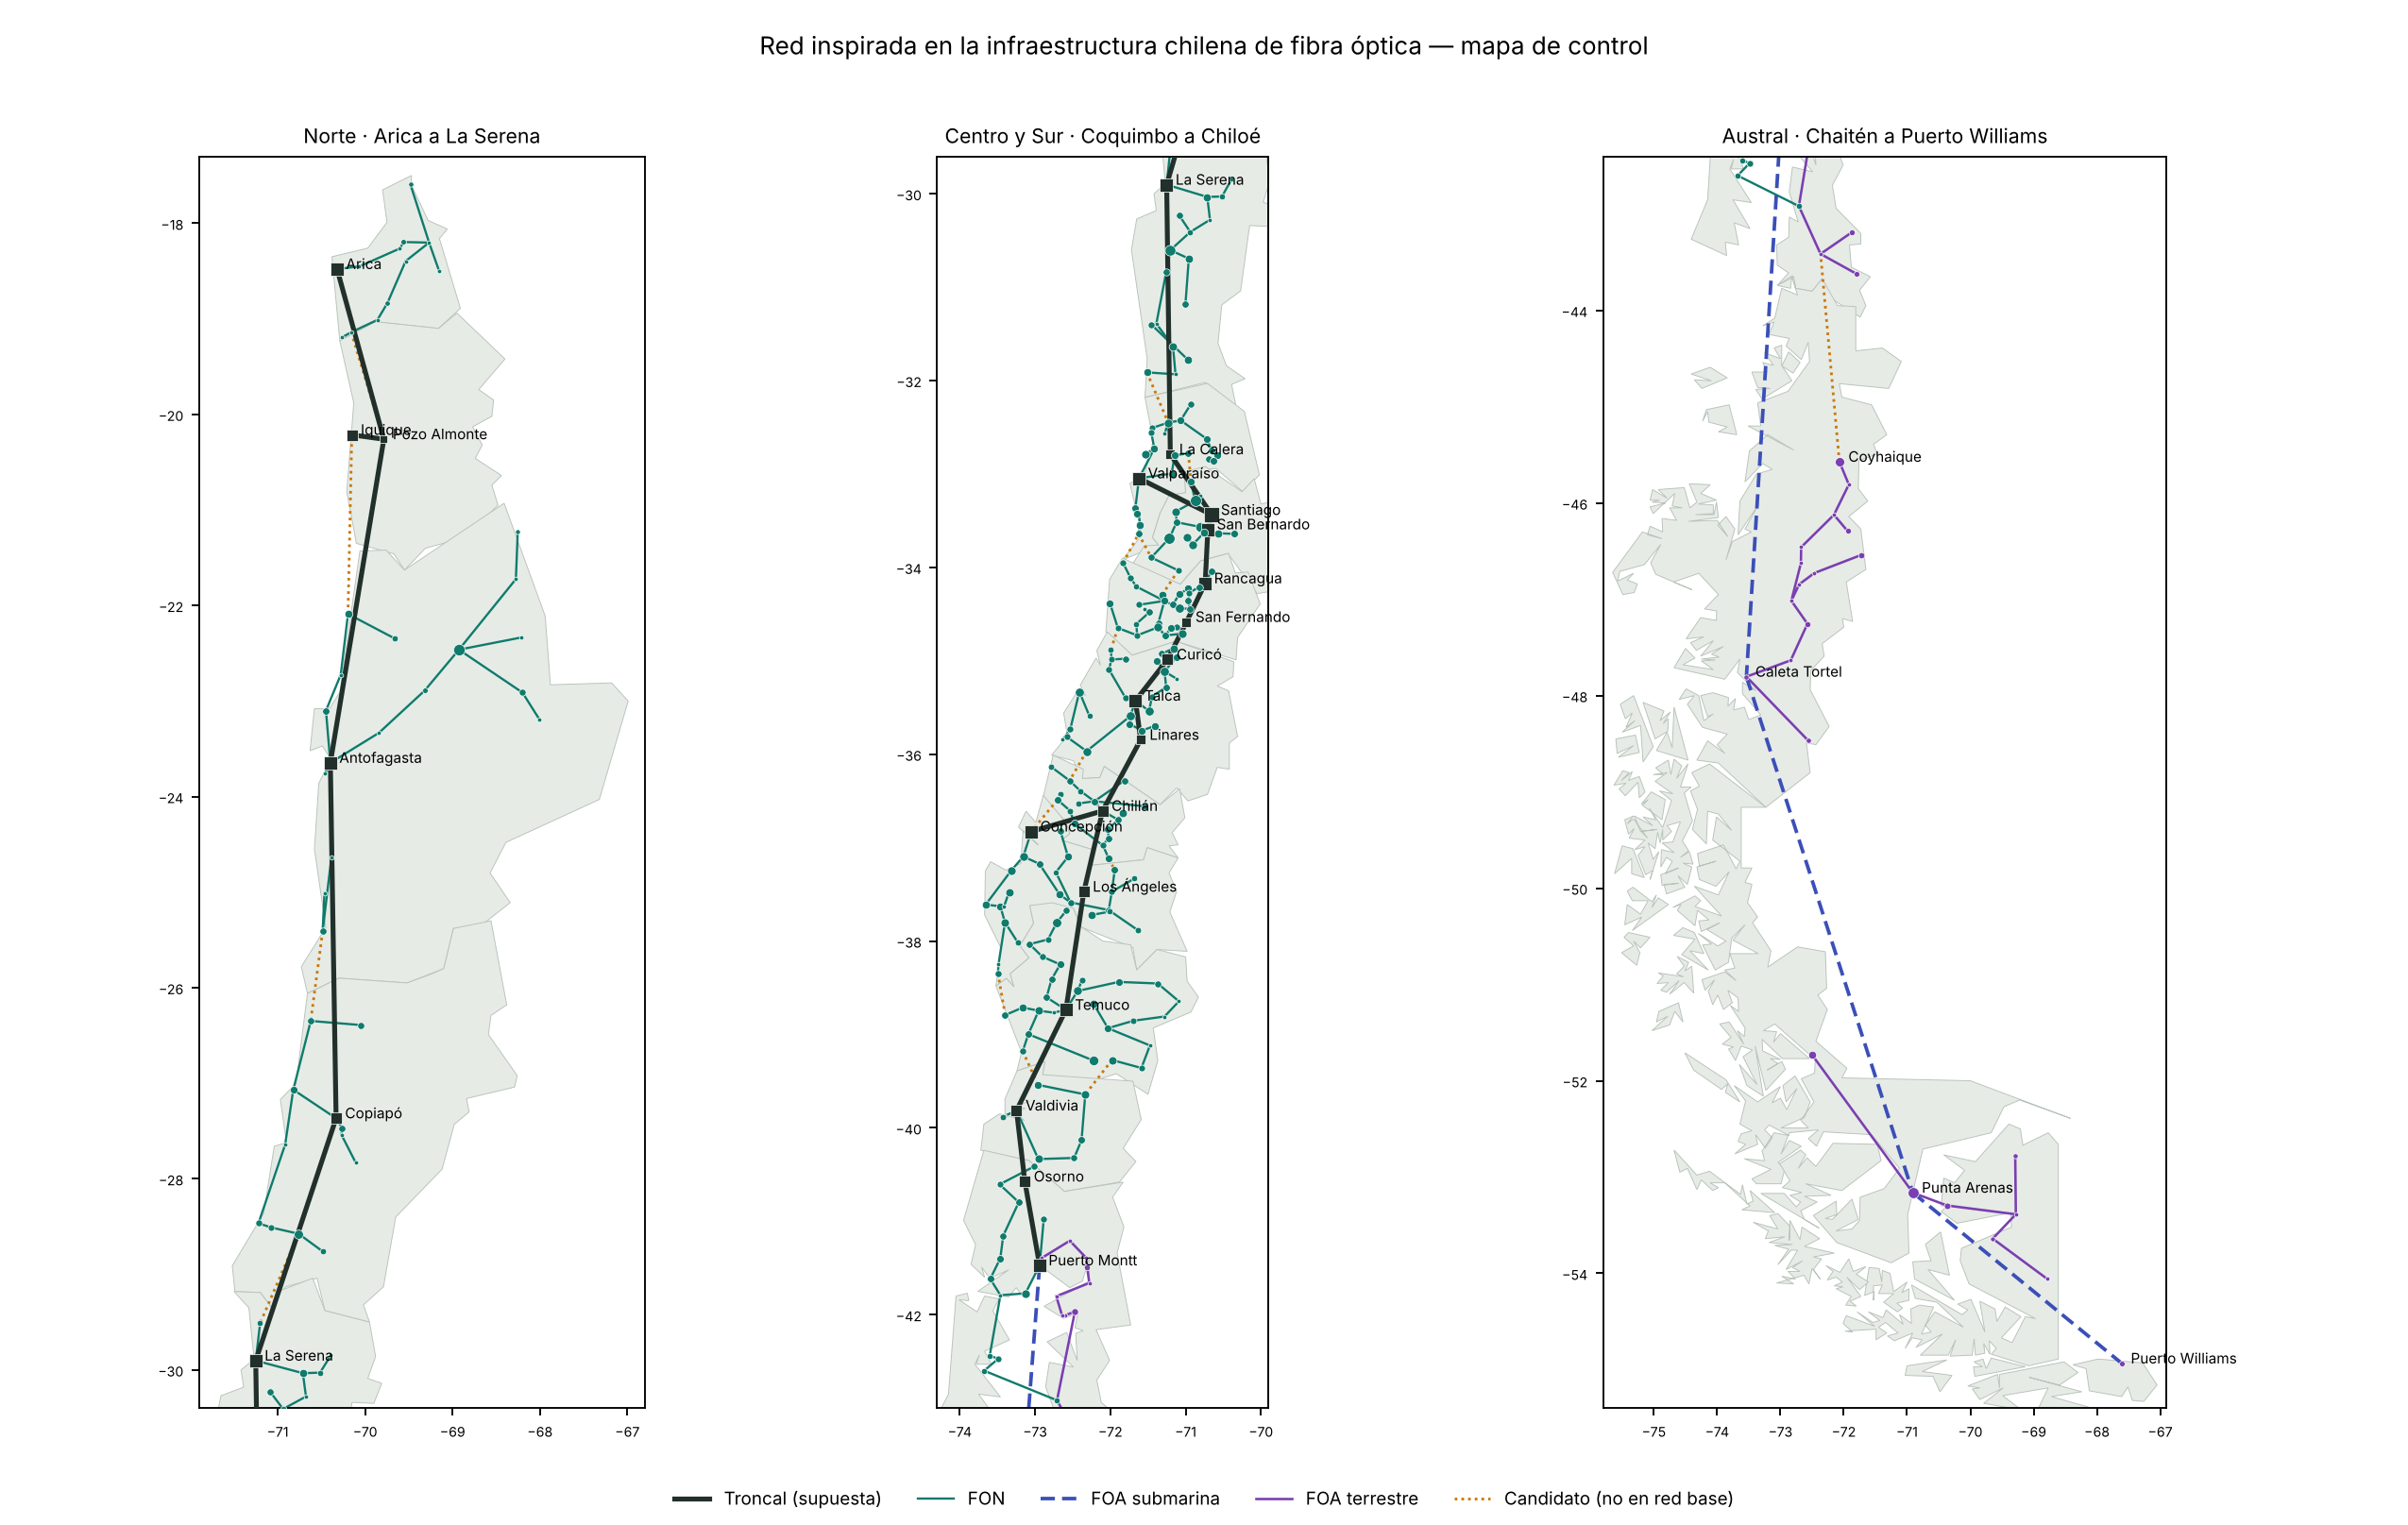 Red inspirada en la infraestructura chilena de fibra óptica — mapa de control
Norte · Arica a La Serena
−18
−20
−22
−24
−26
−28
−30
Arica
Iquique
Pozo Almonte
Antofagasta
Copiapó
La Serena
−71
−70
−69
−68
−67
Centro y Sur · Coquimbo a Chiloé
−30
−32
−34
−36
−38
−40
−42
La Serena
La Calera
Valparaíso
Santiago
San Bernardo
Rancagua
San Fernando
Curicó
Talca
Linares
Chillán
Concepción
Los Ángeles
Temuco
Valdivia
Osorno
Puerto Montt
−74
−73
−72
−71
−70
Austral · Chaitén a Puerto Williams
−44
−46
−48
−50
−52
−54
Coyhaique
Caleta Tortel
Punta Arenas
Puerto Williams
−75
−74
−73
−72
−71
−70
−69
−68
−67
Troncal (supuesta)
FON
FOA submarina
FOA terrestre
Candidato (no en red base)